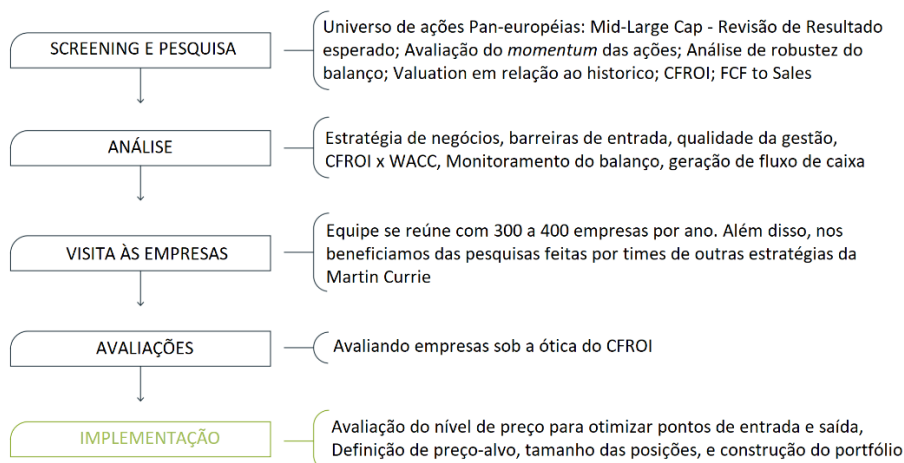 SCREENING E PESQUISA
Universo de ações Pan-européias: Mid-Large Cap - Revisão de Resultado
esperado; Avaliação do momentum das ações; Análise de robustez do
balanço; Valuation em relação ao historico; CFROI; FCF to Sales
ANÁLISE
Estratégia de negócios, barreiras de entrada, qualidade da gestão,
CFROI x WACC, Monitoramento do balanço, geração de fluxo de caixa
VISITA ÀS EMPRESAS
Equipe se reúne com 300 a 400 empresas por ano. Além disso, nos
beneficiamos das pesquisas feitas por times de outras estratégias da
Martin Currie
AVALIAÇÕES
Avaliando empresas sob a ótica do CFROI
IMPLEMENTAÇÃO
Avaliação do nível de preço para otimizar pontos de entrada e saída,
Definição de preço-alvo, tamanho das posições, e construção do portfólio